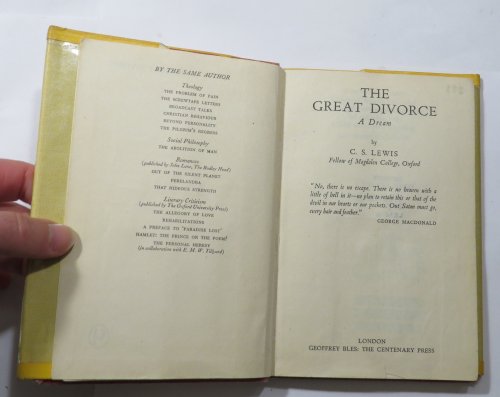 BY THE SAME AUTHOR
Theology
THE PROBLEM OF PAIN
THE SCREWTAPE LETTERS
BROADCAST TALKS
CHRISTIAN BEHAVIOUR
BEYOND PERSONALITY
THE PILGRIM'S REGRESS
Social Philosophy
THE ABOLITION OF MAN
Romances
(published by John Lane, The Bodley Head)
OUT OF THE SILENT PLANET
PERELANDRA
THAT HIDEOUS STRENGTH
Literary Criticism
(published by The Oxford University Press)
THE ALLEGORY OF LOVE
REHABILITATIONS
A PREFACE TO "PARADISE LOST"
HAMLET: THE PRINCE OR THE POEM?
THE PERSONAL HERESY
(in collaboration with E. M. W. Tillyard)
THE
GREAT DIVORCE
A Dream
by
C. S. LEWIS
Fellow of Magdalen College, Oxford
"No, there is no escape. There is no heaven with a
little of hell in it—no plan to retain this or that of the
devil in our hearts or our pockets. Out Satan must go,
every hair and feather."
GEORGE MACDONALD
LONDON
GEOFFREY BLES: THE CENTENARY PRESS